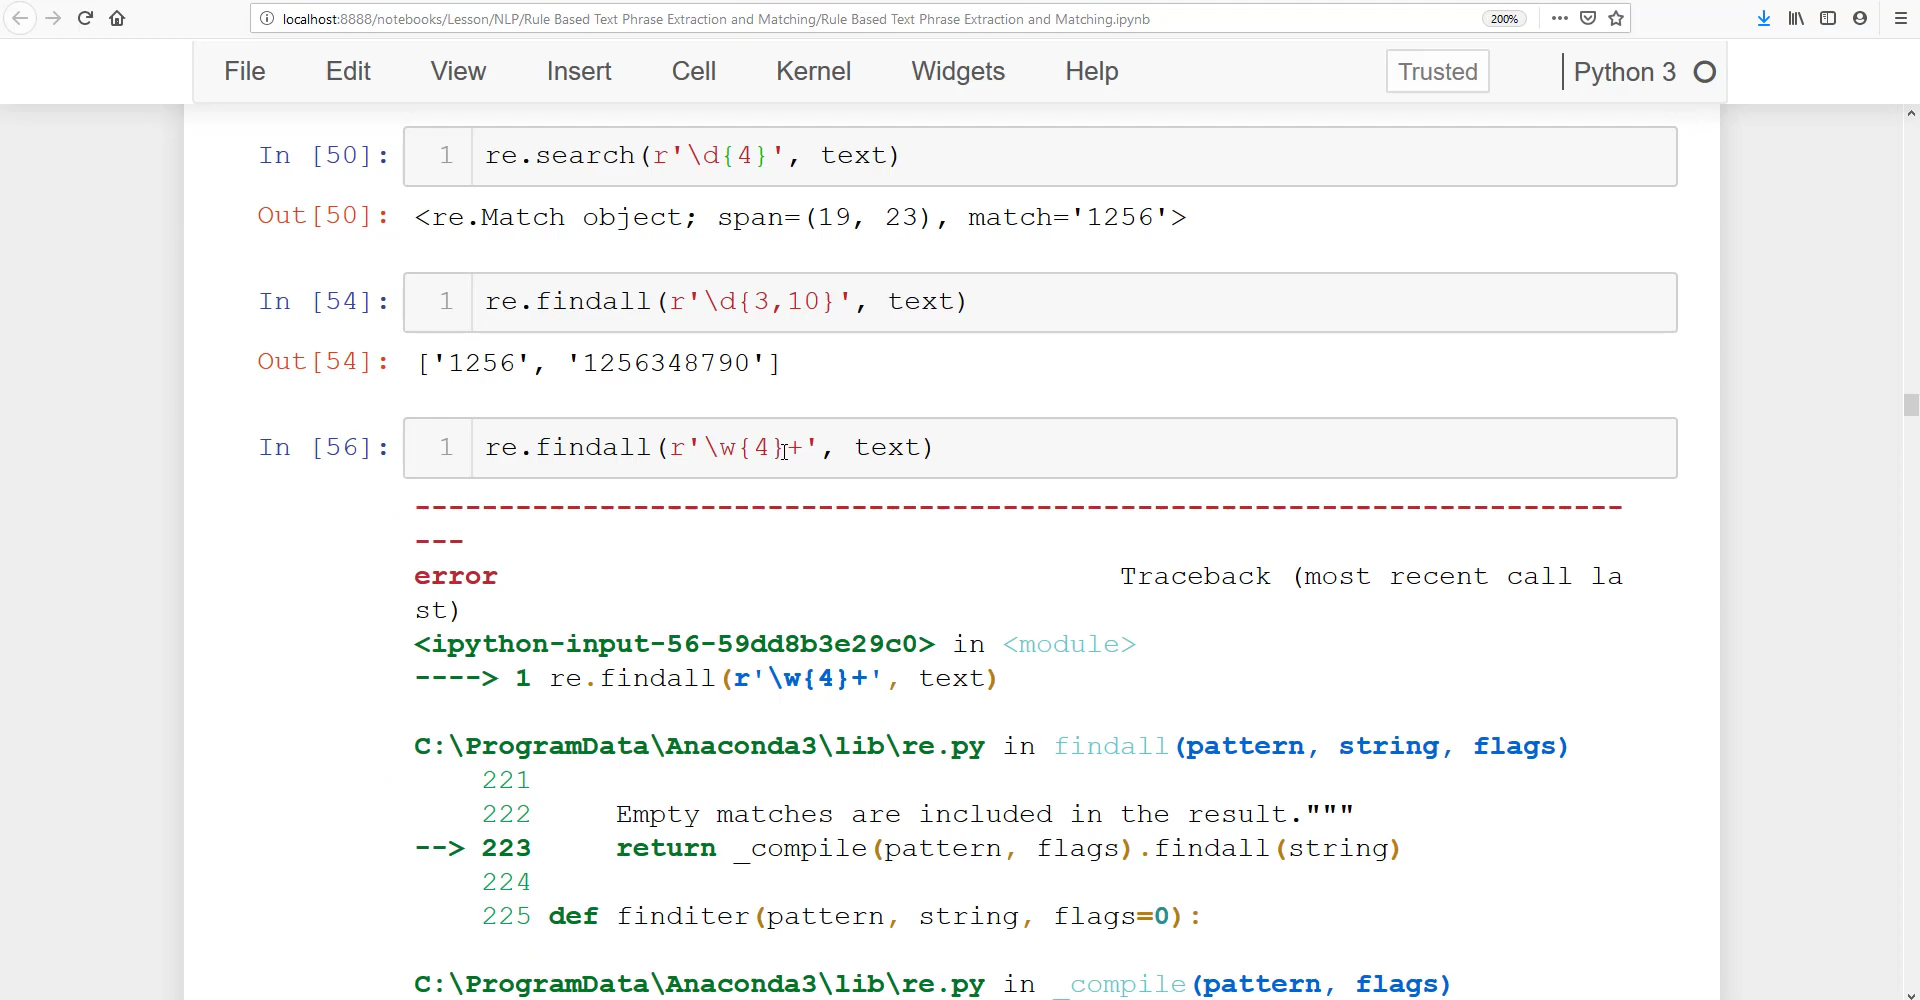 localhost:8888/notebooks/Lesson/NLP/Rule Based Text Phrase Extraction and Matching/Rule Based Text Phrase Extraction and Matching.ipynb 200%
File Edit View Insert Cell Kernel Widgets Help Trusted Python 3
In [50]: 1 re.search(r'\d{4}', text)
Out[50]: <re.Match object; span=(19, 23), match='1256'>
In [54]: 1 re.findall(r'\d{3,10}', text)
Out[54]: ['1256', '1256348790']
In [56]: 1 re.findall(r'\w{4}+', text)
------------------------------------------------------------------------
---
error Traceback (most recent call la
st)
<ipython-input-56-59dd8b3e29c0> in <module>
----> 1 re.findall(r'\w{4}+', text)
C:\ProgramData\Anaconda3\lib\re.py in findall(pattern, string, flags)
221
222 Empty matches are included in the result."""
--> 223 return _compile(pattern, flags).findall(string)
224
225 def finditer(pattern, string, flags=0):
C:\ProgramData\Anaconda3\lib\re.py in _compile(pattern, flags)